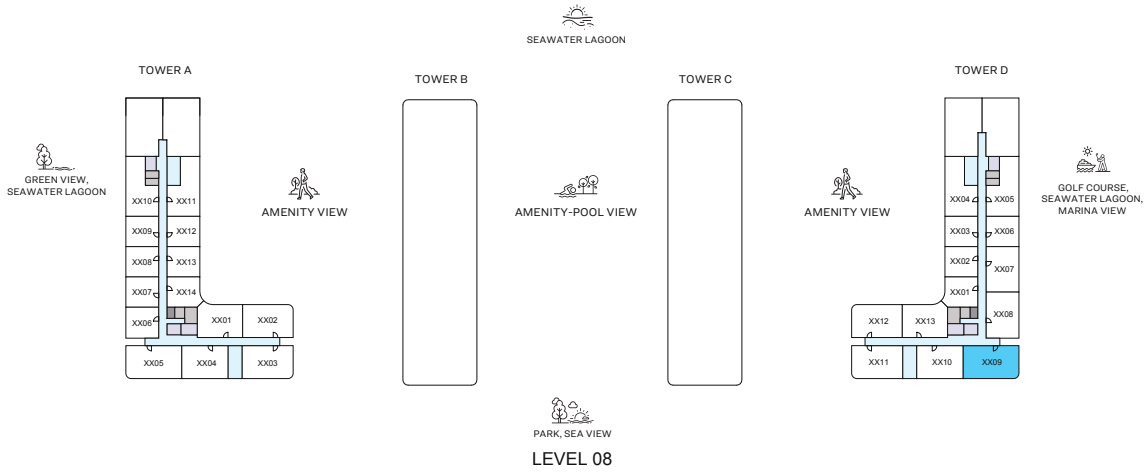 SEAWATER LAGOON
TOWER A
TOWER B
TOWER C
TOWER D
GREEN VIEW,
SEAWATER LAGOON
AMENITY VIEW
AMENITY-POOL VIEW
AMENITY VIEW
GOLF COURSE,
SEAWATER LAGOON,
MARINA VIEW
XX10
XX11
XX09
XX12
XX08
XX13
XX07
XX14
XX06
XX01
XX02
XX05
XX04
XX03
XX04
XX05
XX03
XX06
XX02
XX07
XX01
XX08
XX12
XX13
XX11
XX10
XX09
PARK, SEA VIEW
LEVEL 08